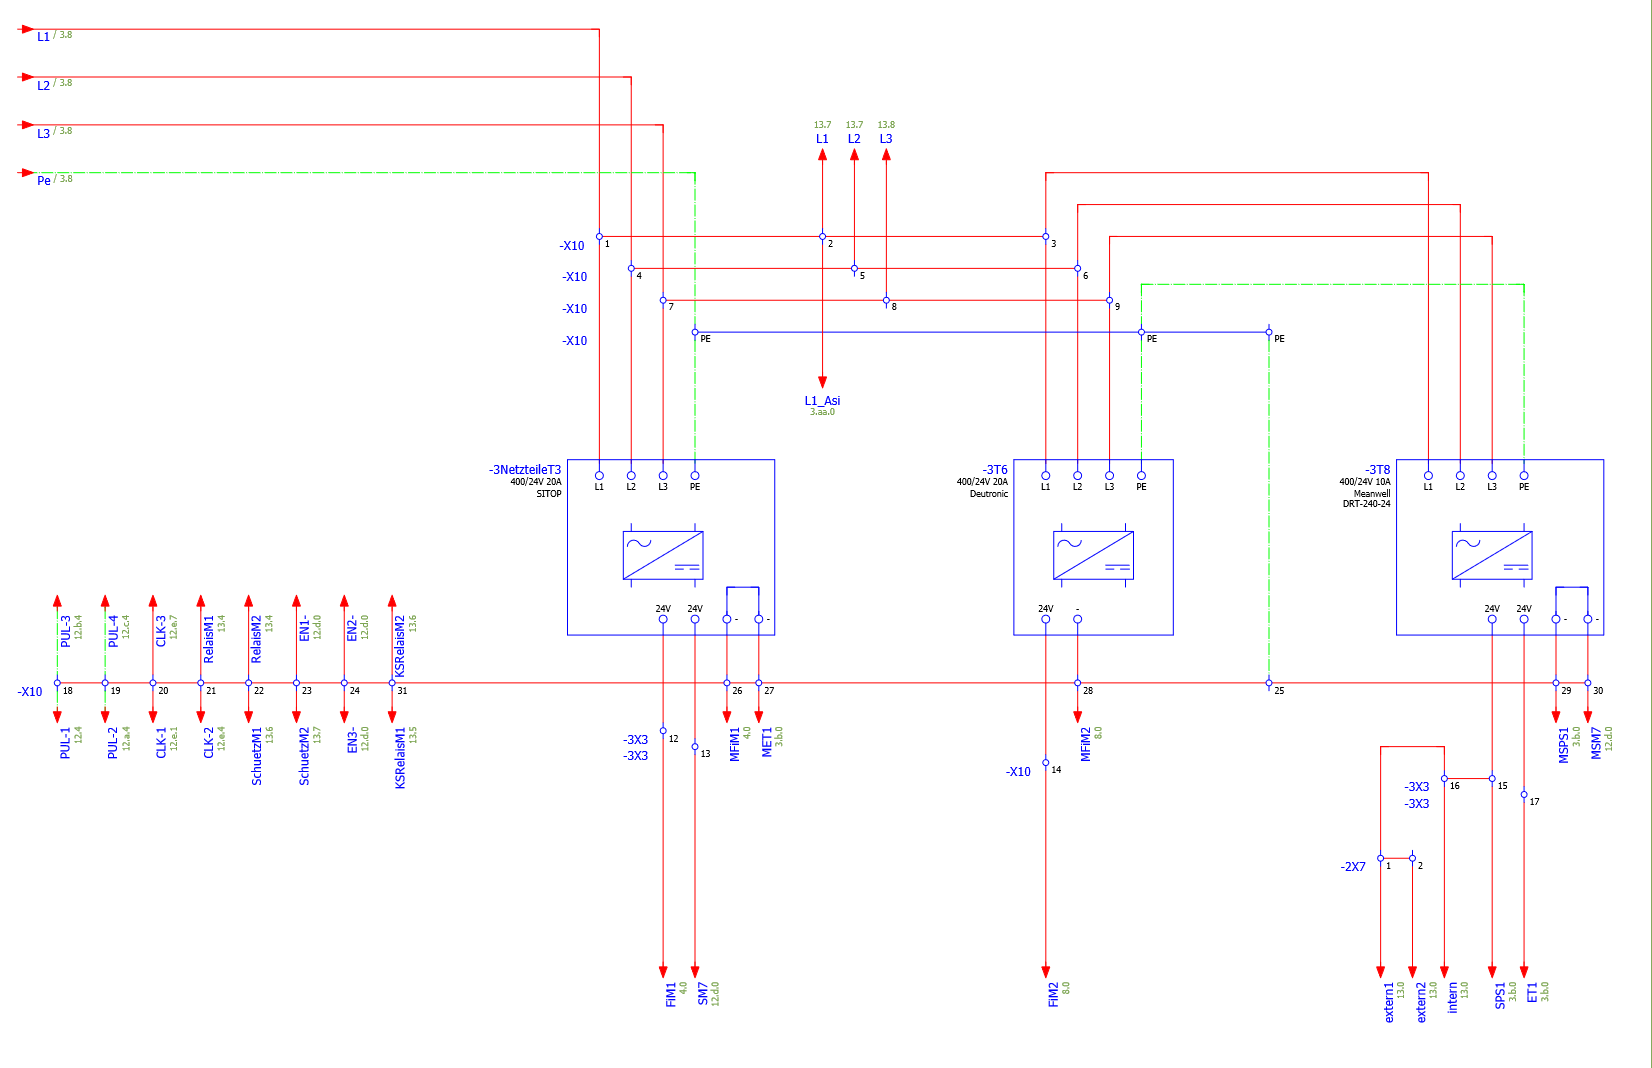 L1 / 3.8
L2 / 3.8
L3 / 3.8
Pe / 3.8
13.7 13.7 13.8
L1 L2 L3
-X10 1 2 3
-X10 4 5 6
-X10 7 8 9
-X10 PE PE PE
L1_Asi
3.aa.0
-3NetzteileT3
400/24V 20A
SITOP
L1 L2 L3 PE
24V 24V - -
-3T6
400/24V 20A
Deutronic
L1 L2 L3 PE
24V -
-3T8
400/24V 10A
Meanwell
DRT-240-24
L1 L2 L3 PE
24V 24V - -
PUL-3 12.b.4
PUL-4 12.c.4
CLK-3 12.e.7
RelaisM1 13.4
RelaisM2 13.4
EN1- 12.d.0
EN2- 12.d.0
KSRelaisM2 13.6
-X10 18 19 20 21 22 23 24 31 26 27 28 25 29 30
PUL-1 12.4
PUL-2 12.a.4
CLK-1 12.e.1
CLK-2 12.e.4
SchuetzM1 13.6
SchuetzM2 13.7
EN3- 12.d.0
KSRelaisM1 13.5
MFiM1 4.0
MET1 3.b.0
MFiM2 8.0
MSPS1 3.b.0
MSM7 12.d.0
-3X3 12
-3X3 13
-X10 14
-3X3 16 15
-3X3 17
-2X7 1 2
FiM1 4.0
SM7 12.d.0
FiM2 8.0
extern1 13.0
extern2 13.0
intern 13.0
SPS1 3.b.0
ET1 3.b.0